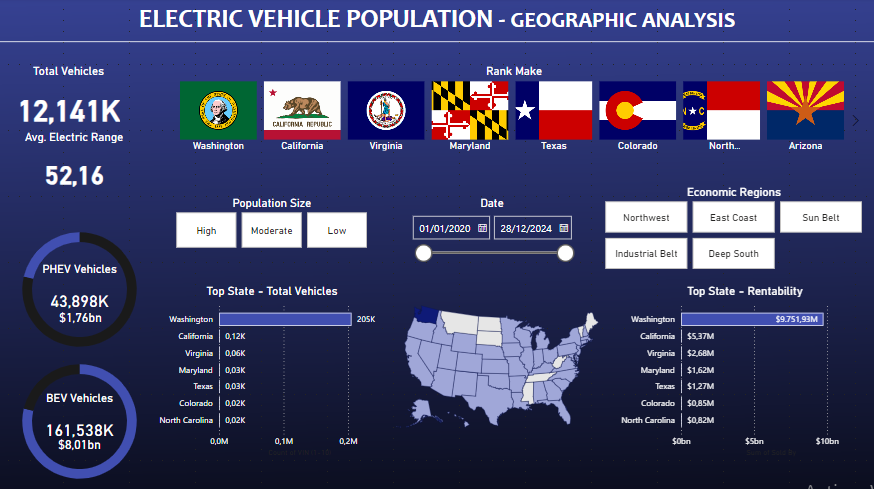 ELECTRIC VEHICLE POPULATION - GEOGRAPHIC ANALYSIS
Total Vehicles
12,141K
Avg. Electric Range
52,16
Rank Make
CALIFORNIA REPUBLIC
N C
Washington
California
Virginia
Maryland
Texas
Colorado
North...
Arizona
Population Size
High
Moderate
Low
Date
01/01/2020
28/12/2024
Economic Regions
Northwest
East Coast
Sun Belt
Industrial Belt
Deep South
PHEV Vehicles
43,898K
$1,76bn
BEV Vehicles
161,538K
$8,01bn
Top State - Total Vehicles
Washington 205K
California 0,12K
Virginia 0,06K
Maryland 0,03K
Texas 0,03K
Colorado 0,02K
North Carolina 0,02K
0,0M 0,1M 0,2M
Top State - Rentability
Washington $9.751,93M
California $5,37M
Virginia $2,68M
Maryland $1,62M
Texas $1,27M
Colorado $0,85M
North Carolina $0,82M
$0bn $5bn $10bn